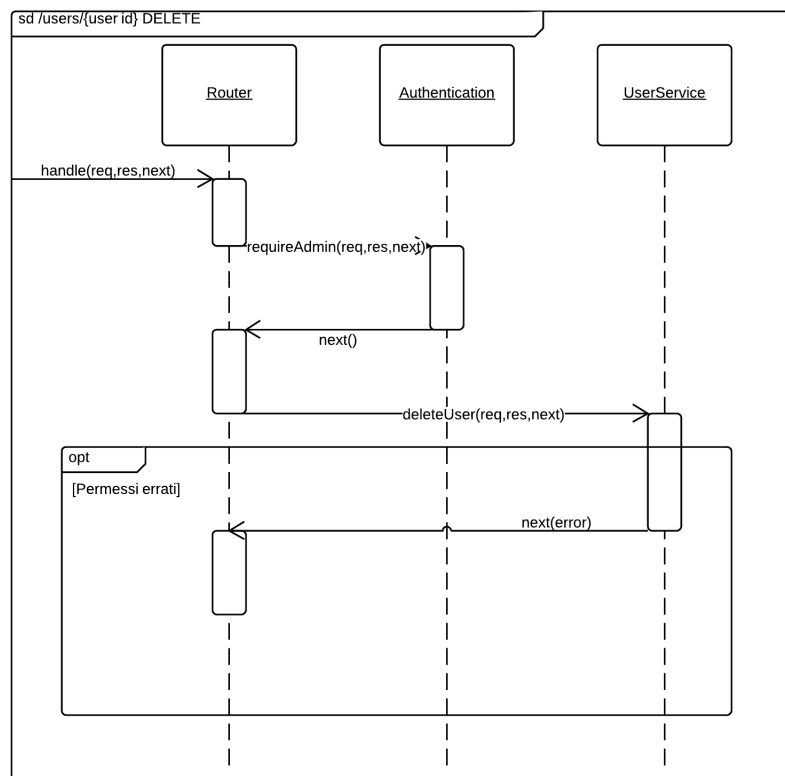 sd /users/{user id} DELETE
Router
Authentication
UserService
handle(req,res,next)
requireAdmin(req,res,next)
next()
deleteUser(req,res,next)
opt
[Permessi errati]
next(error)